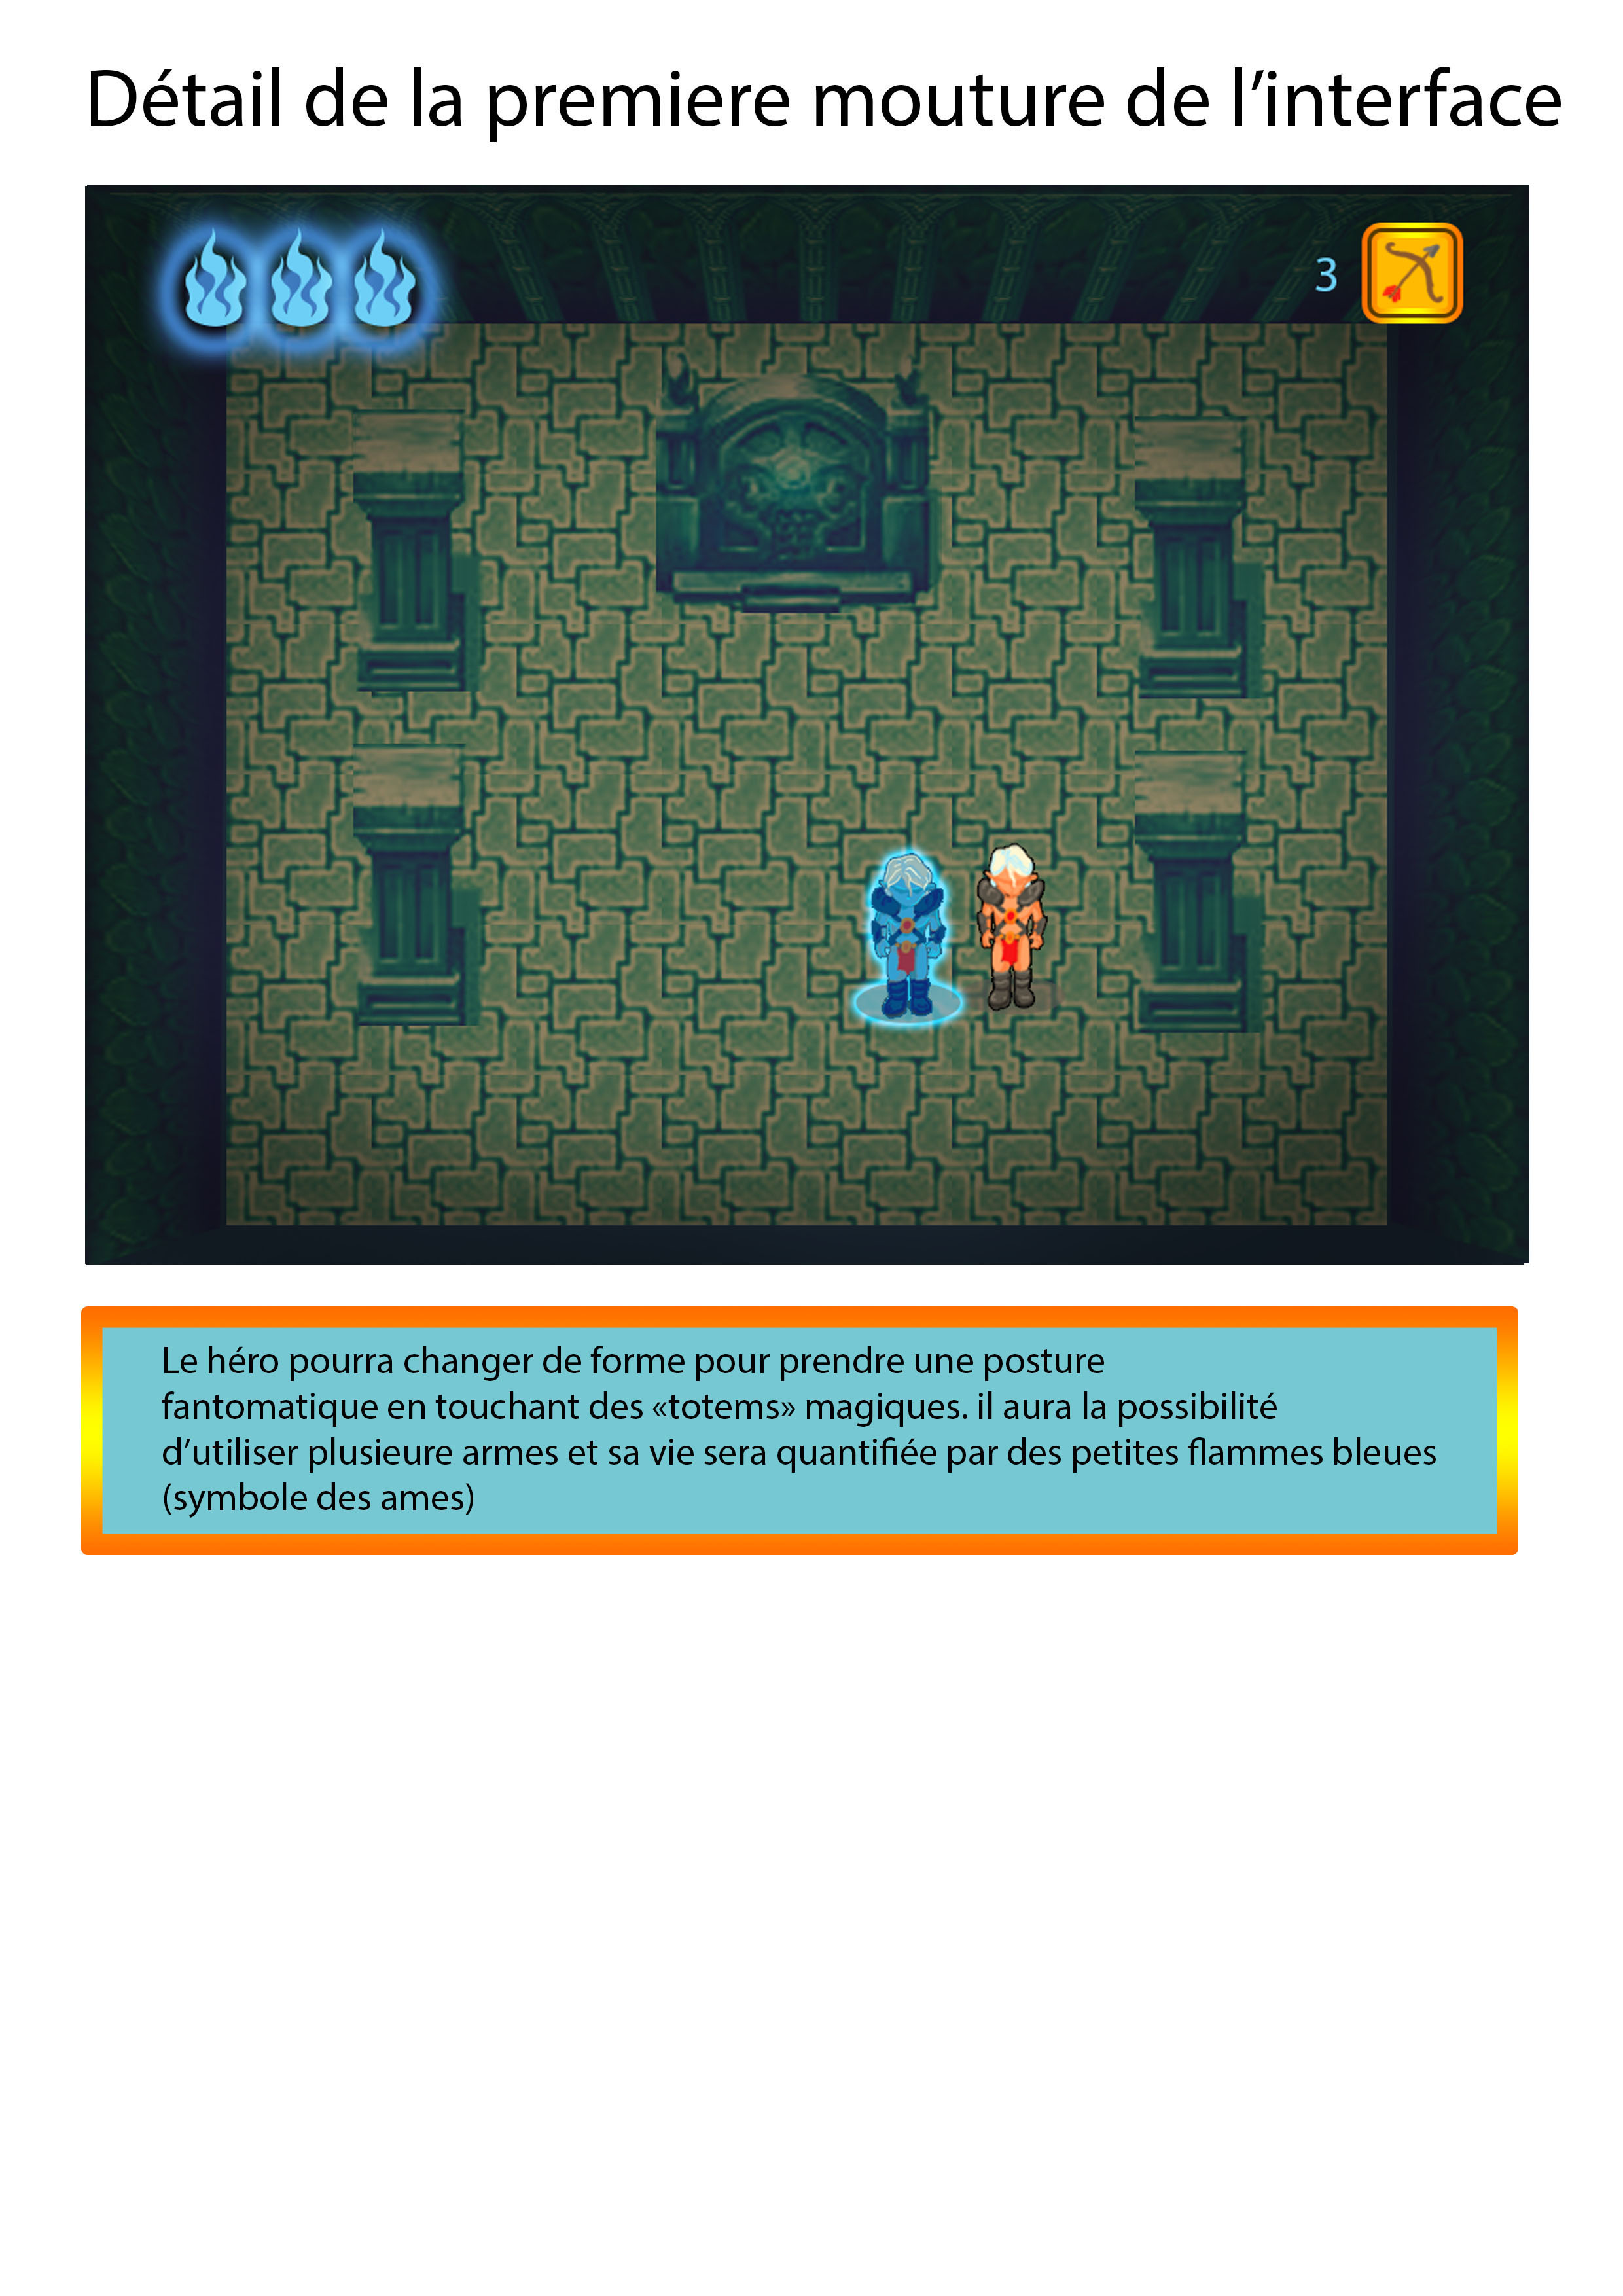 Détail de la premiere mouture de l’interface
3
Le héro pourra changer de forme pour prendre une posture
fantomatique en touchant des «totems» magiques. il aura la possibilité
d’utiliser plusieure armes et sa vie sera quantifiée par des petites flammes bleues
(symbole des ames)